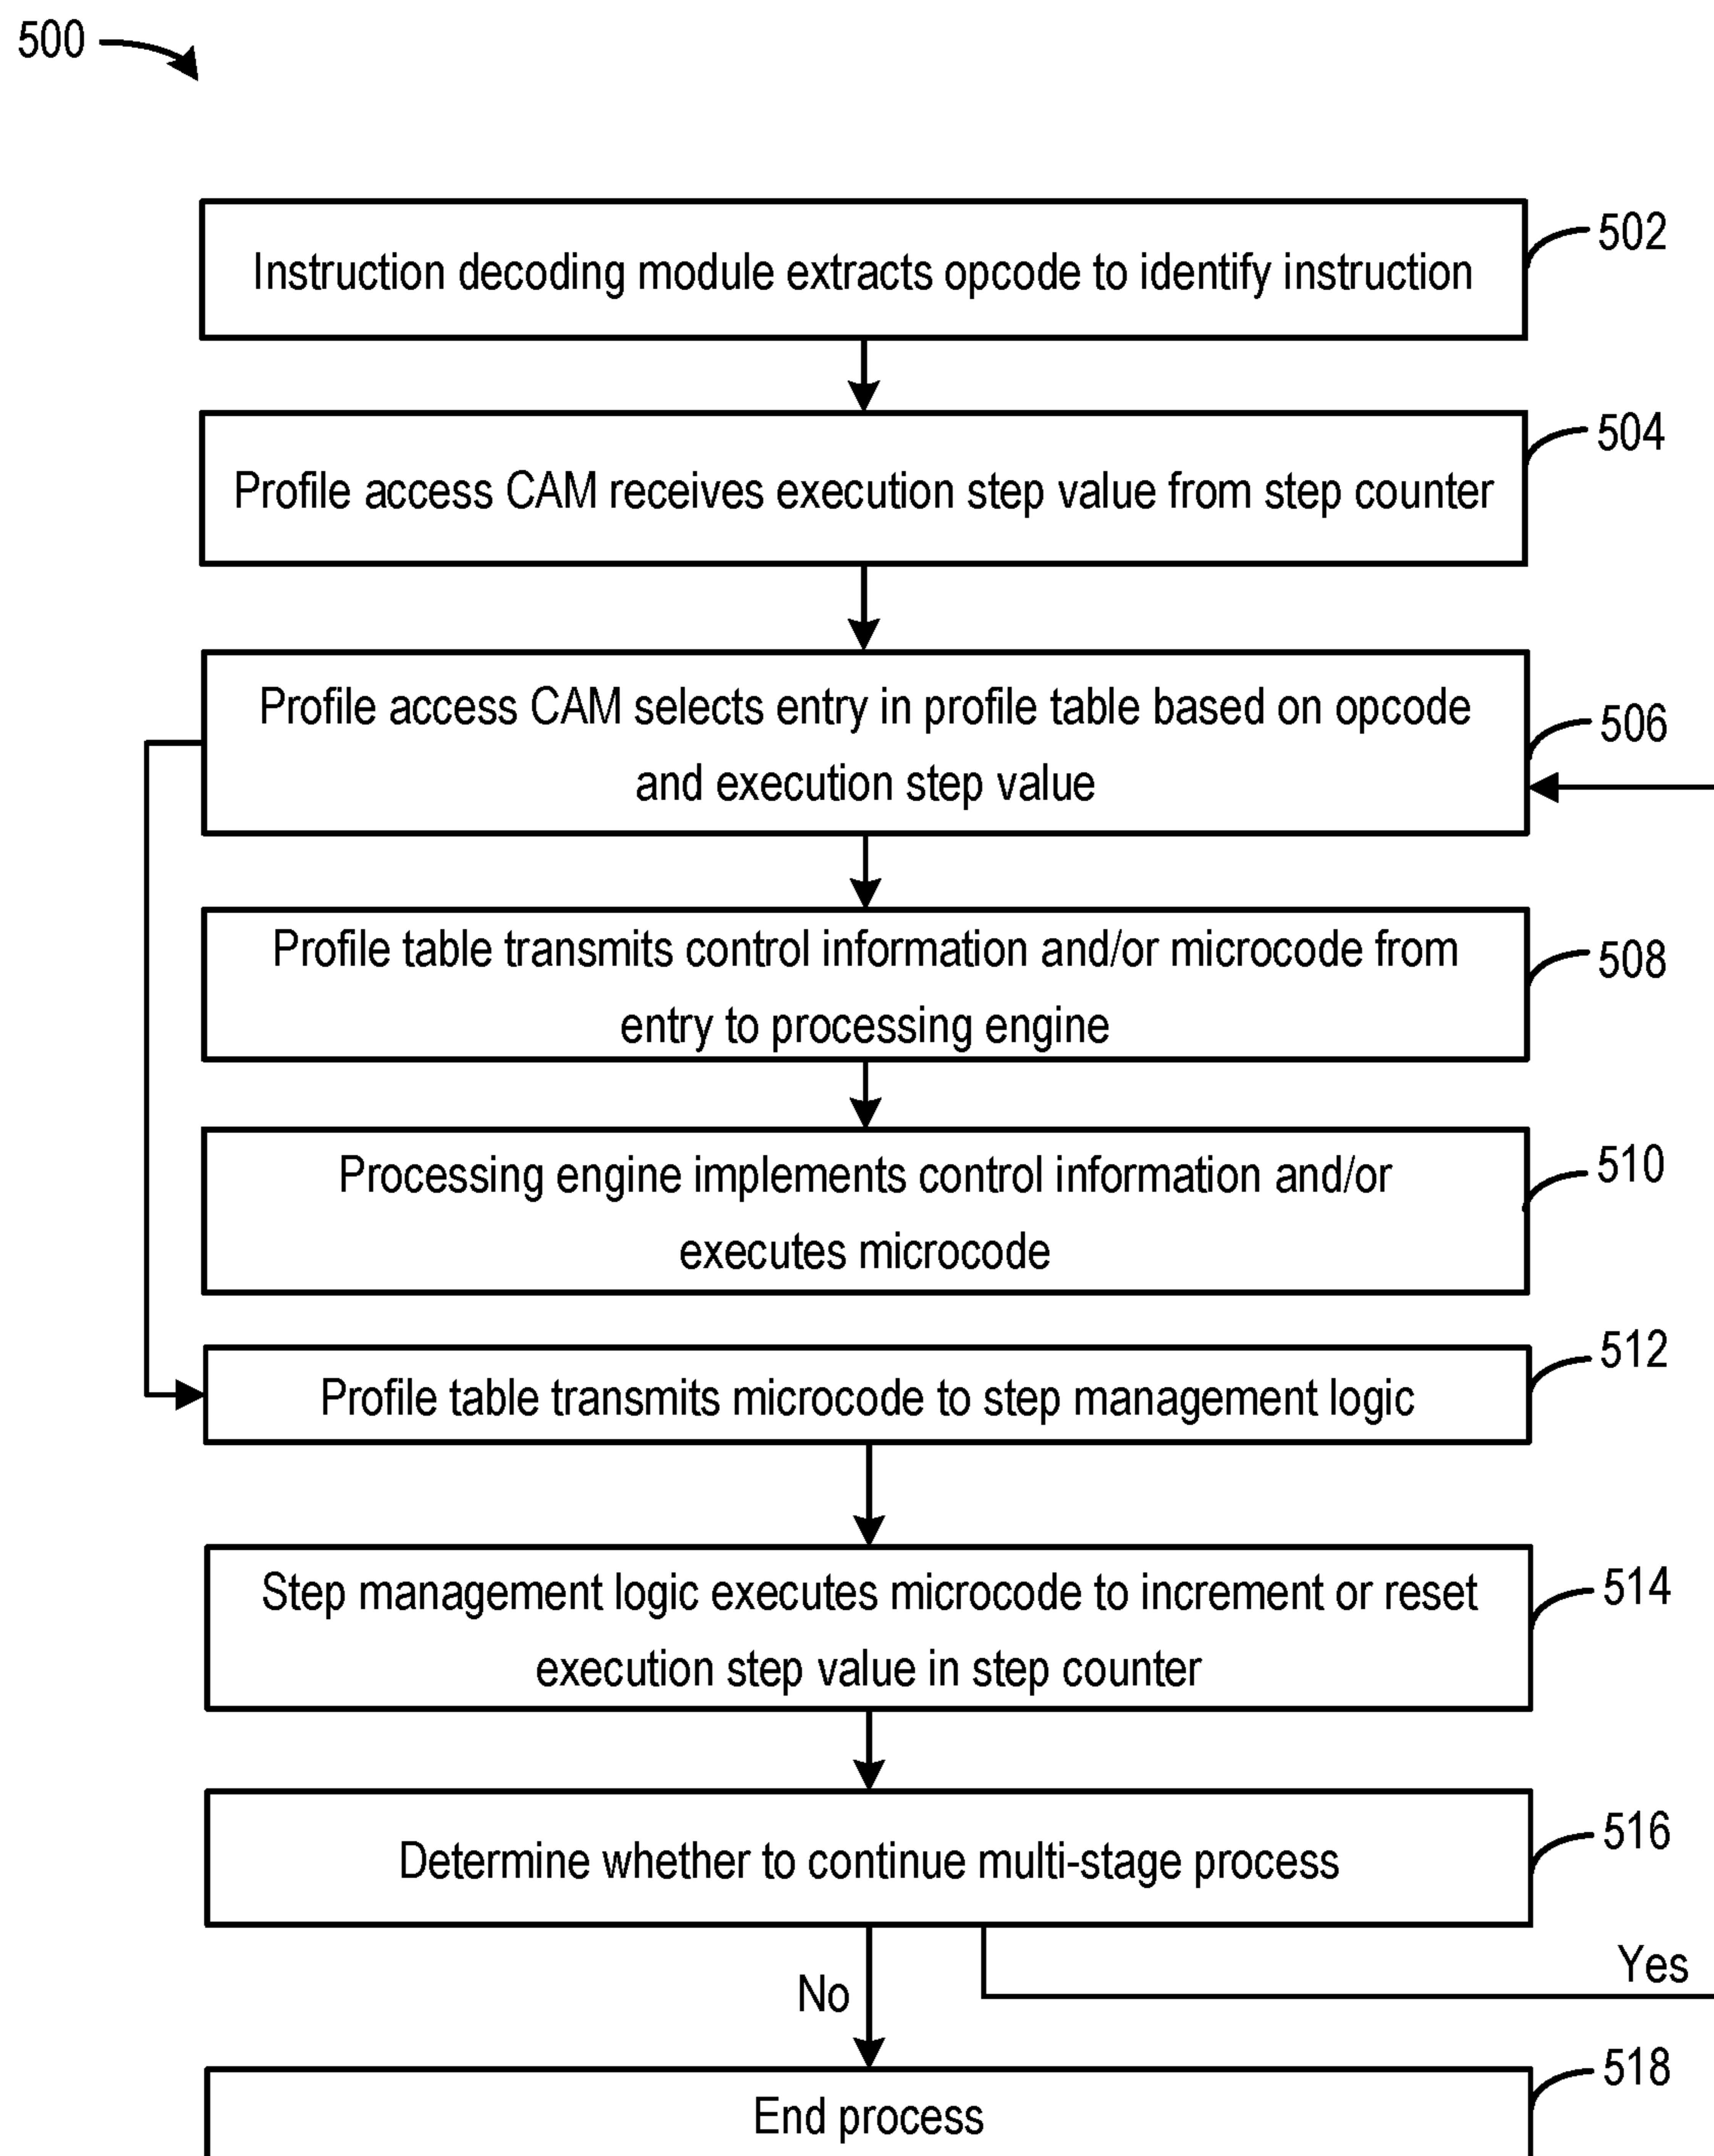 500
Instruction decoding module extracts opcode to identify instruction
502
Profile access CAM receives execution step value from step counter
504
Profile access CAM selects entry in profile table based on opcode
and execution step value
506
Profile table transmits control information and/or microcode from
entry to processing engine
508
Processing engine implements control information and/or
executes microcode
510
Profile table transmits microcode to step management logic
512
Step management logic executes microcode to increment or reset
execution step value in step counter
514
Determine whether to continue multi-stage process
516
Yes
No
End process
518